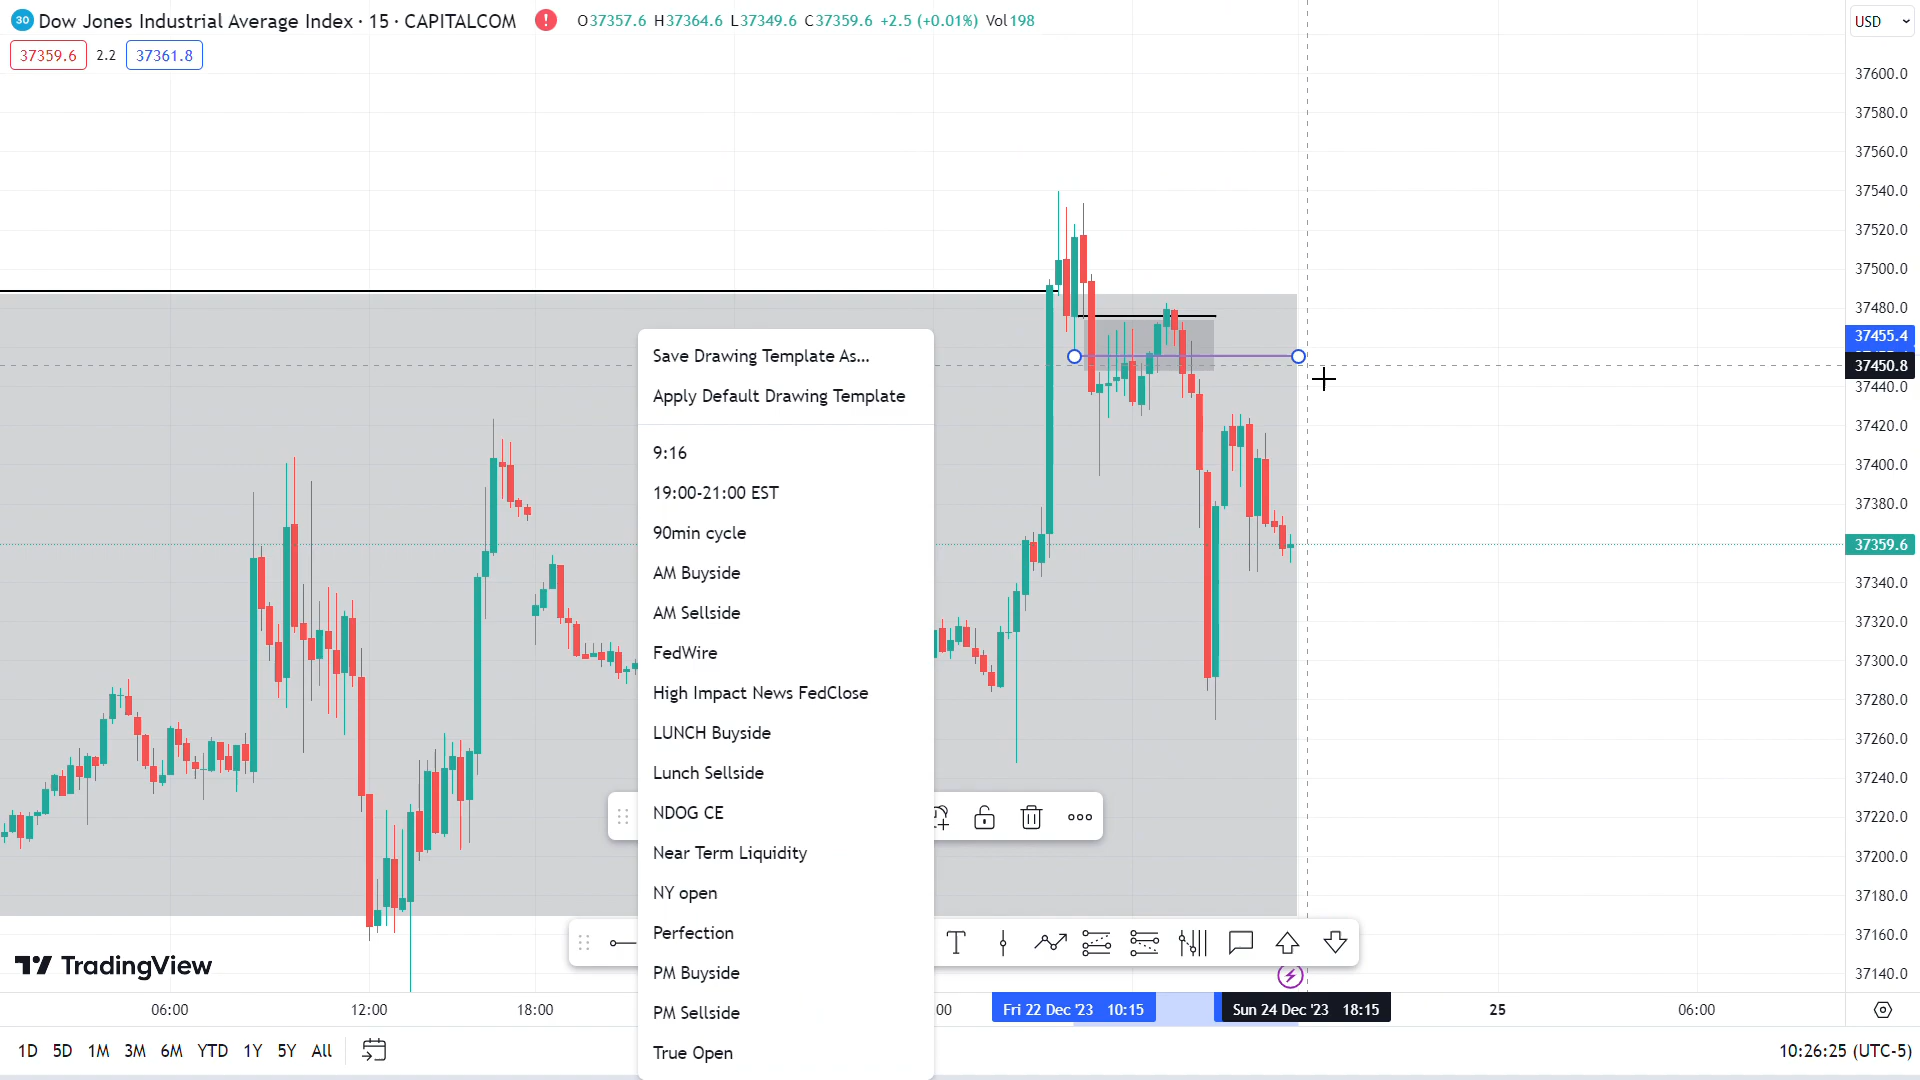 30 Dow Jones Industrial Average Index · 15 · CAPITALCOM ! O37357.6 H37364.6 L37349.6 C37359.6 +2.5 (+0.01%) Vol198
USD
37359.6 2.2 37361.8
37600.0
37580.0
37560.0
37540.0
37520.0
37500.0
37480.0
37455.4
37450.8
37440.0
37420.0
37400.0
37380.0
37359.6
37340.0
37320.0
37300.0
37280.0
37260.0
37240.0
37220.0
37200.0
37180.0
37160.0
37140.0
Save Drawing Template As...
Apply Default Drawing Template
9:16
19:00-21:00 EST
90min cycle
AM Buyside
AM Sellside
FedWire
High Impact News FedClose
LUNCH Buyside
Lunch Sellside
NDOG CE
Near Term Liquidity
NY open
Perfection
PM Buyside
PM Sellside
True Open
T
TradingView
06:00 12:00 18:00 :00 Fri 22 Dec '23 10:15 Sun 24 Dec '23 18:15 25 06:00
1D 5D 1M 3M 6M YTD 1Y 5Y All
10:26:25 (UTC-5)